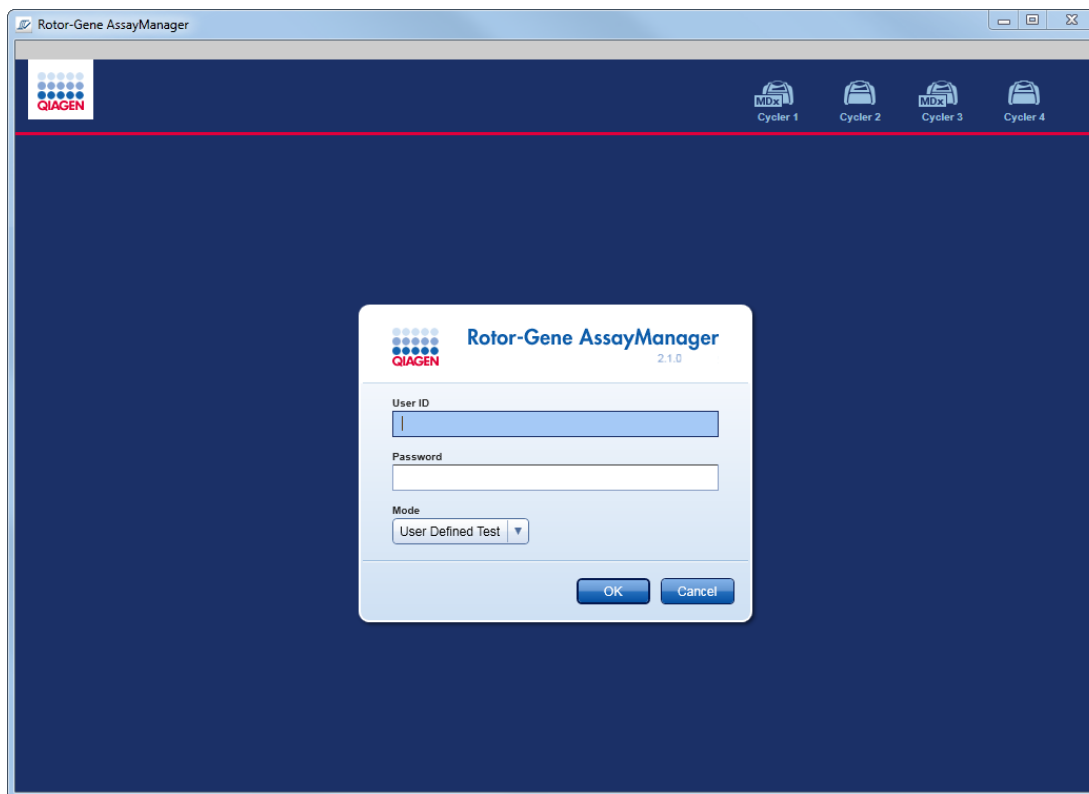 Rotor-Gene AssayManager
QIAGEN
MDx
MDx
Cycler 1 Cycler 2 Cycler 3 Cycler 4
QIAGEN
Rotor-Gene AssayManager
2.1.0
User ID
Password
Mode
User Defined Test
OK Cancel